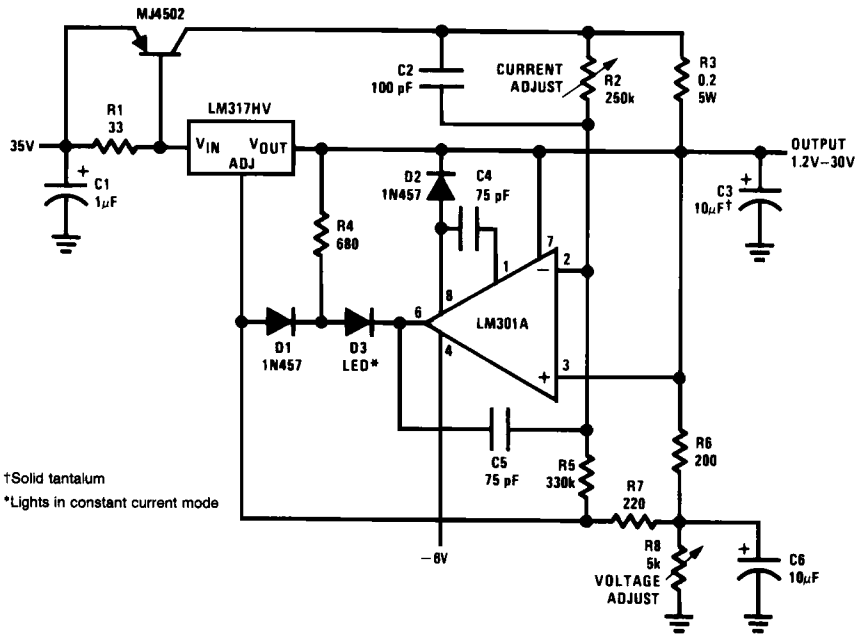 MJ4502
C2
100 pF
CURRENT
ADJUST
R2
250k
R3
0.2
5W
LM317HV
R1
33
35V
VIN
VOUT
ADJ
OUTPUT
1.2V–30V
C1
1μF
+
D2
1N457
C4
75 pF
+
C3
10μF†
R4
680
7
1
2
−
8
6
LM301A
4
D1
1N457
D3
LED*
3
+
C5
75 pF
R5
330k
R6
200
R7
220
†Solid tantalum
*Lights in constant current mode
−6V
R8
5k
VOLTAGE
ADJUST
+
C6
10μF